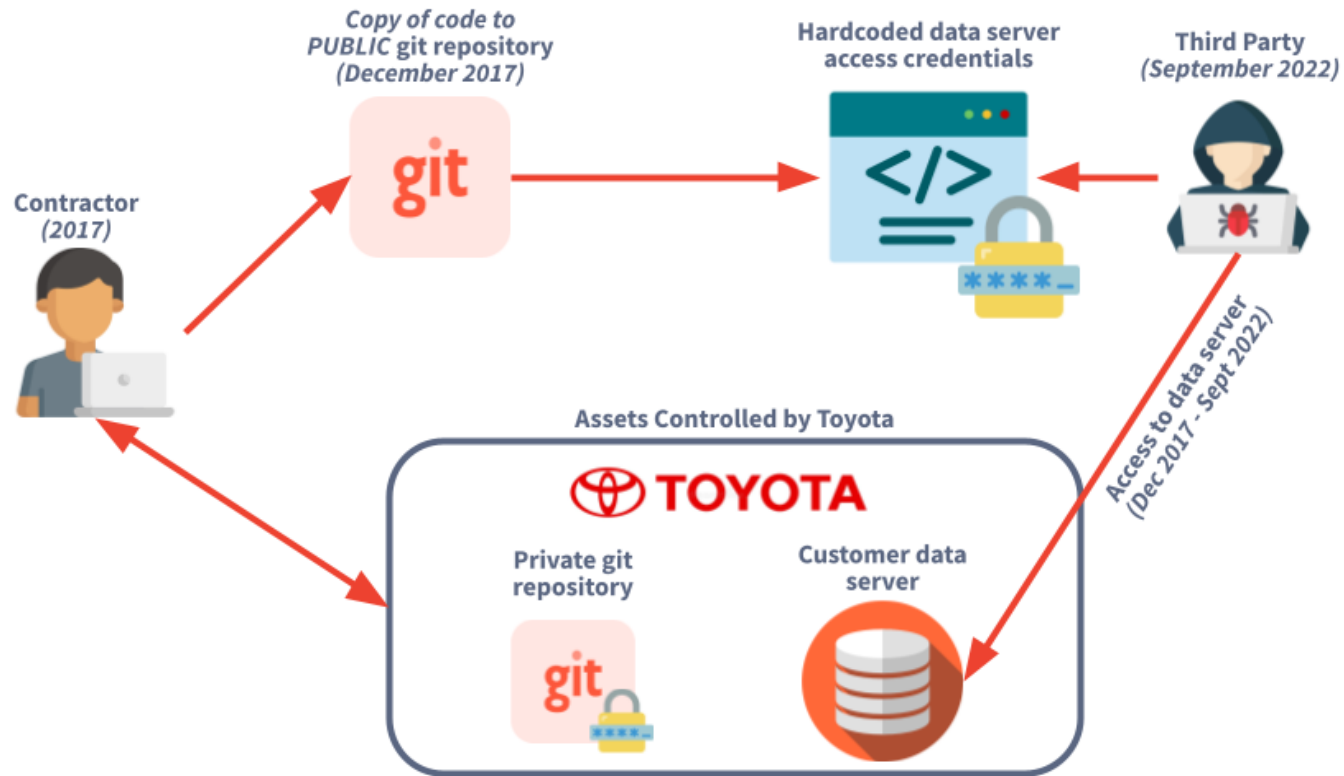 Copy of code to
PUBLIC git repository
(December 2017)
Hardcoded data server
access credentials
Third Party
(September 2022)
git
</>
****_
Contractor
(2017)
Access to data server
(Dec 2017 - Sept 2022)
Assets Controlled by Toyota
TOYOTA
Private git
repository
Customer data
server
git
****_